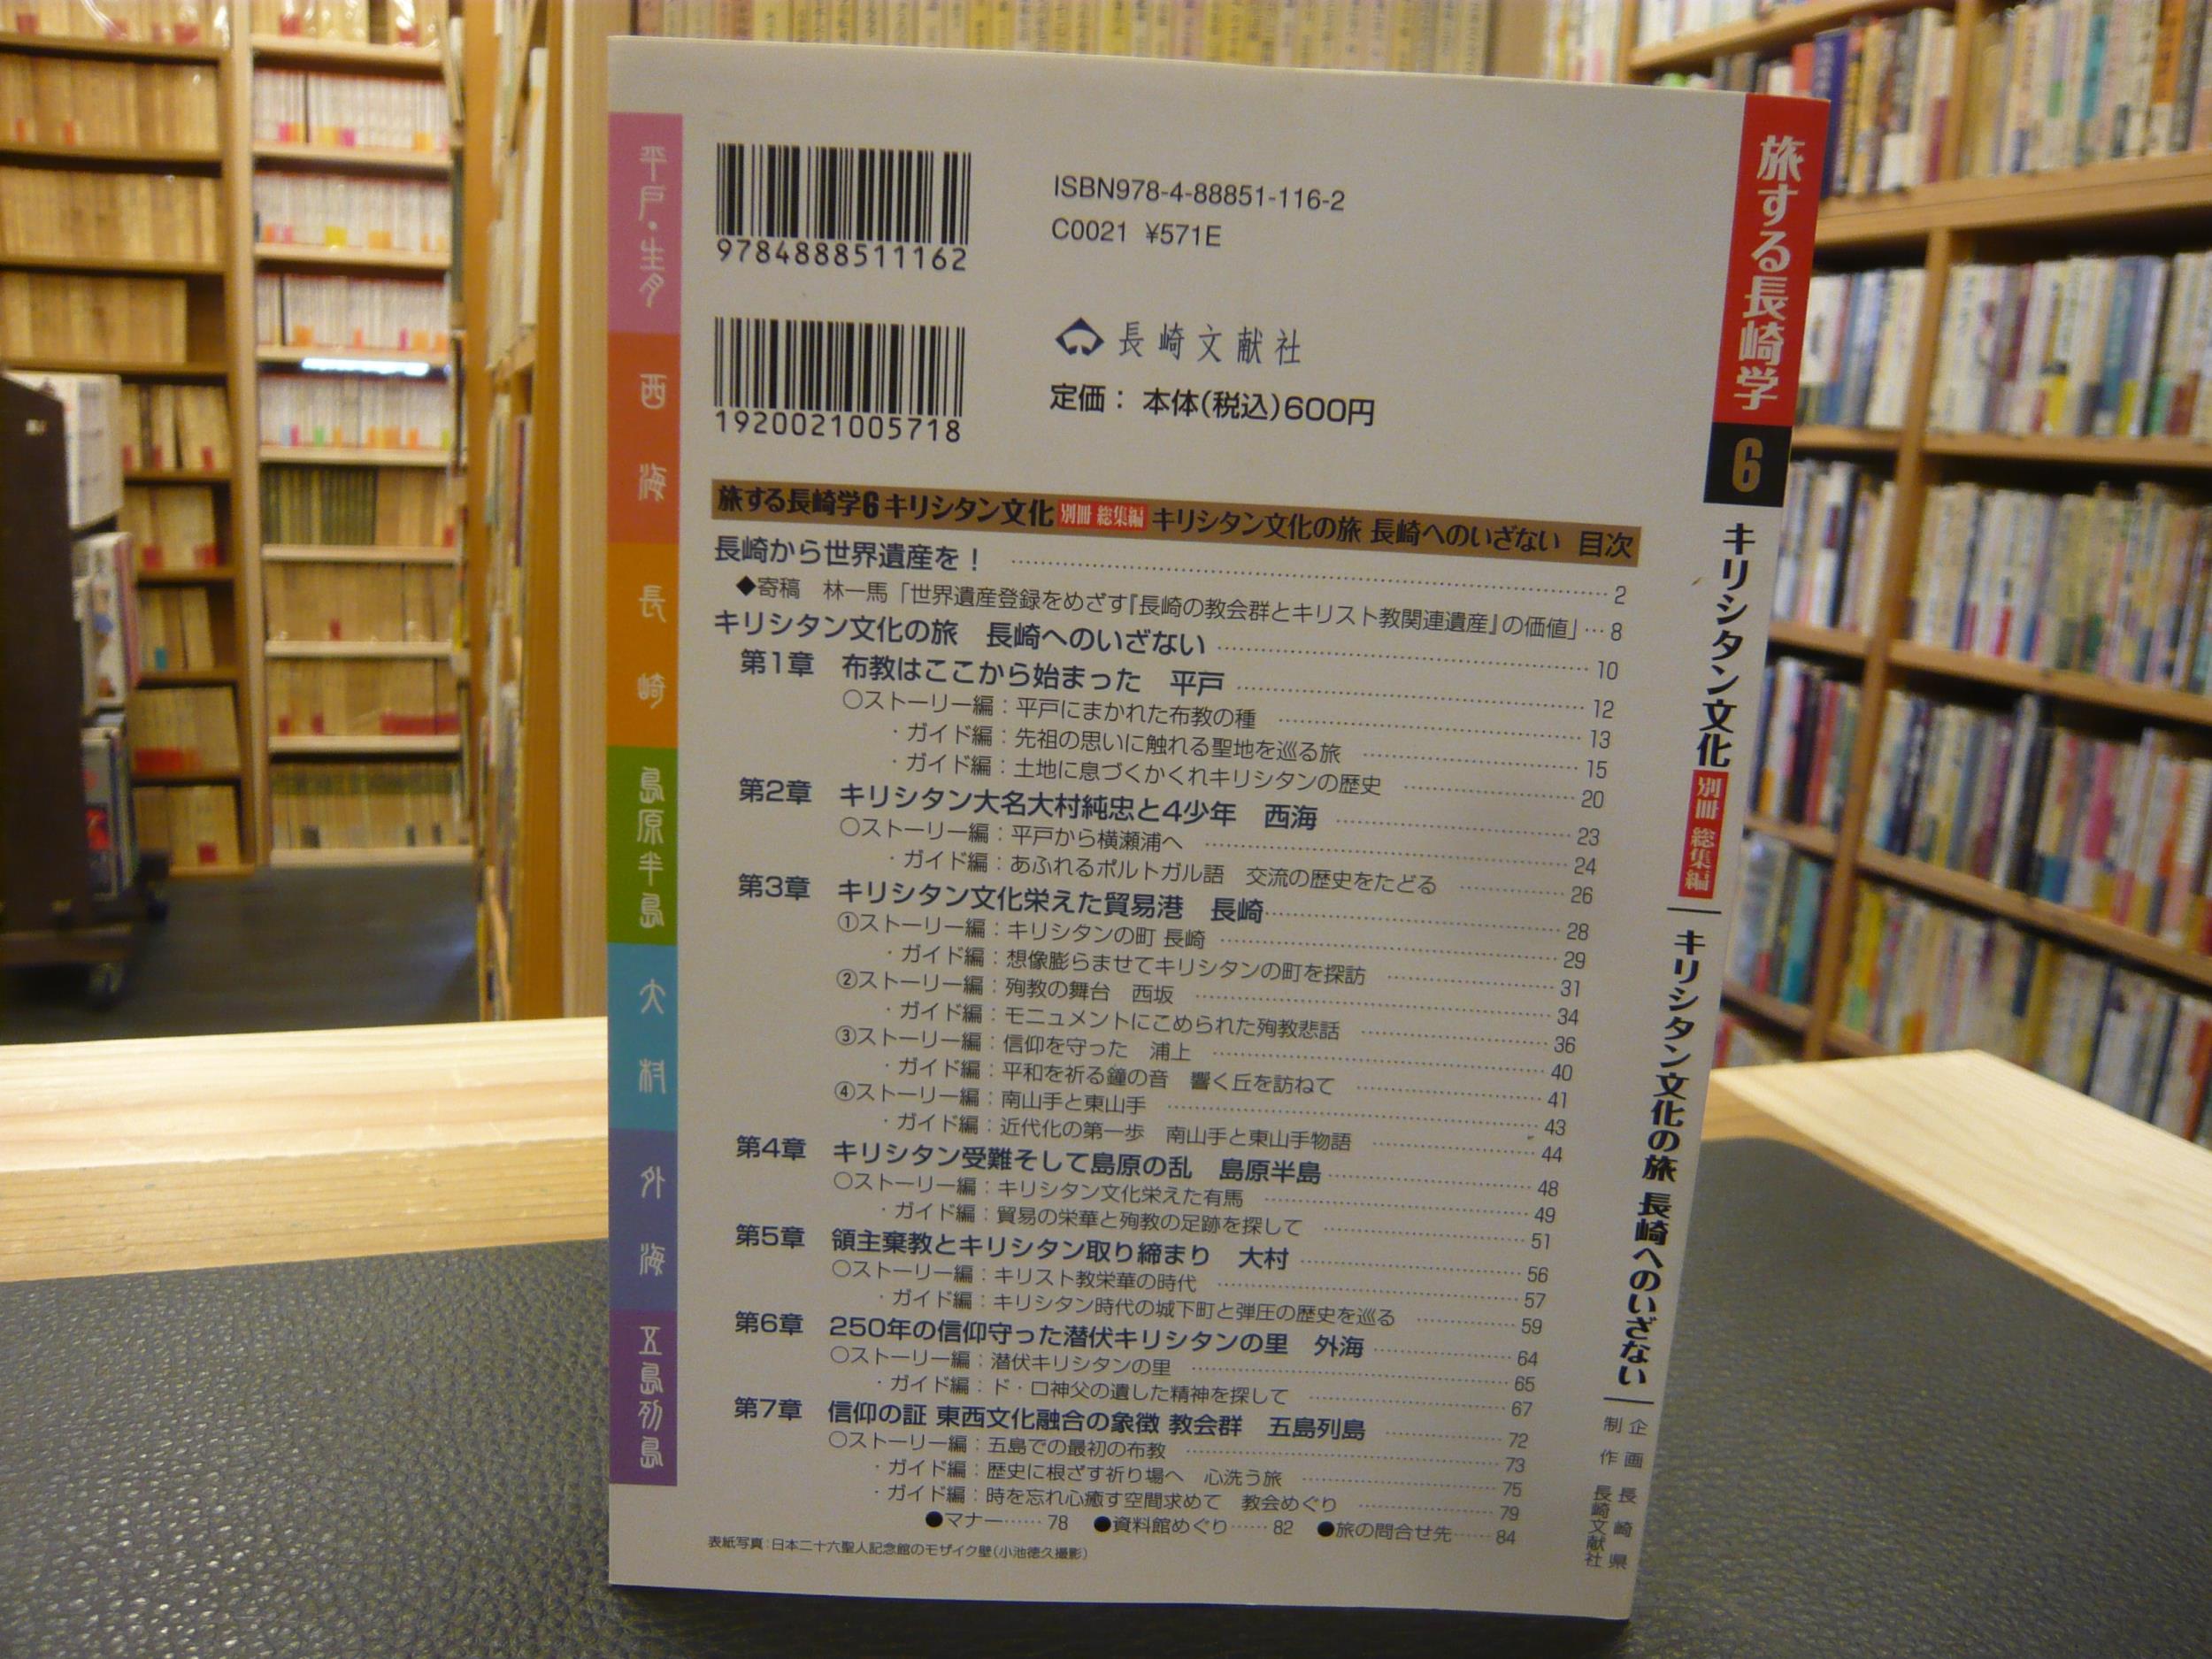 平戸・生月
西海
長崎
島原半島
大村
外海
五島列島
9784888511162
ISBN978-4-88851-116-2
C0021 ¥571E
1920021005718
長崎文献社
定価：本体(税込)600円
旅する長崎学6 キリシタン文化 別冊 総集編 キリシタン文化の旅 長崎へのいざない 目次
長崎から世界遺産を！ …… 2
◆寄稿 林一馬「世界遺産登録をめざす『長崎の教会群とキリスト教関連遺産』の価値」… 8
キリシタン文化の旅 長崎へのいざない …… 10
第1章 布教はここから始まった 平戸 …… 12
○ストーリー編：平戸にまかれた布教の種 …… 13
・ガイド編：先祖の思いに触れる聖地を巡る旅 …… 15
・ガイド編：土地に息づくかくれキリシタンの歴史 …… 20
第2章 キリシタン大名大村純忠と4少年 西海 …… 23
○ストーリー編：平戸から横瀬浦へ …… 24
・ガイド編：あふれるポルトガル語 交流の歴史をたどる …… 26
第3章 キリシタン文化栄えた貿易港 長崎 …… 28
①ストーリー編：キリシタンの町 長崎 …… 29
・ガイド編：想像膨らませてキリシタンの町を探訪 …… 31
②ストーリー編：殉教の舞台 西坂 …… 34
・ガイド編：モニュメントにこめられた殉教悲話 …… 36
③ストーリー編：信仰を守った 浦上 …… 40
・ガイド編：平和を祈る鐘の音 響く丘を訪ねて …… 41
④ストーリー編：南山手と東山手 …… 43
・ガイド編：近代化の第一歩 南山手と東山手物語 …… 44
第4章 キリシタン受難そして島原の乱 島原半島 …… 48
○ストーリー編：キリシタン文化栄えた有馬 …… 49
・ガイド編：貿易の栄華と殉教の足跡を探して …… 51
第5章 領主棄教とキリシタン取り締まり 大村 …… 56
○ストーリー編：キリスト教栄華の時代 …… 57
・ガイド編：キリシタン時代の城下町と弾圧の歴史を巡る …… 59
第6章 250年の信仰守った潜伏キリシタンの里 外海 …… 64
○ストーリー編：潜伏キリシタンの里 …… 65
・ガイド編：ド・ロ神父の遺した精神を探して …… 67
第7章 信仰の証 東西文化融合の象徴 教会群 五島列島 …… 72
○ストーリー編：五島での最初の布教 …… 73
・ガイド編：歴史に根ざす祈り場へ 心洗う旅 …… 75
・ガイド編：時を忘れ心癒す空間求めて 教会めぐり …… 79
●マナー…… 78 ●資料館めぐり…… 82 ●旅の問合せ先…… 84
表紙写真：日本二十六聖人記念館のモザイク壁(小池徳久撮影)
旅する長崎学
6
キリシタン文化 別冊 総集編
キリシタン文化の旅 長崎へのいざない
企画 長崎県
制作 長崎文献社